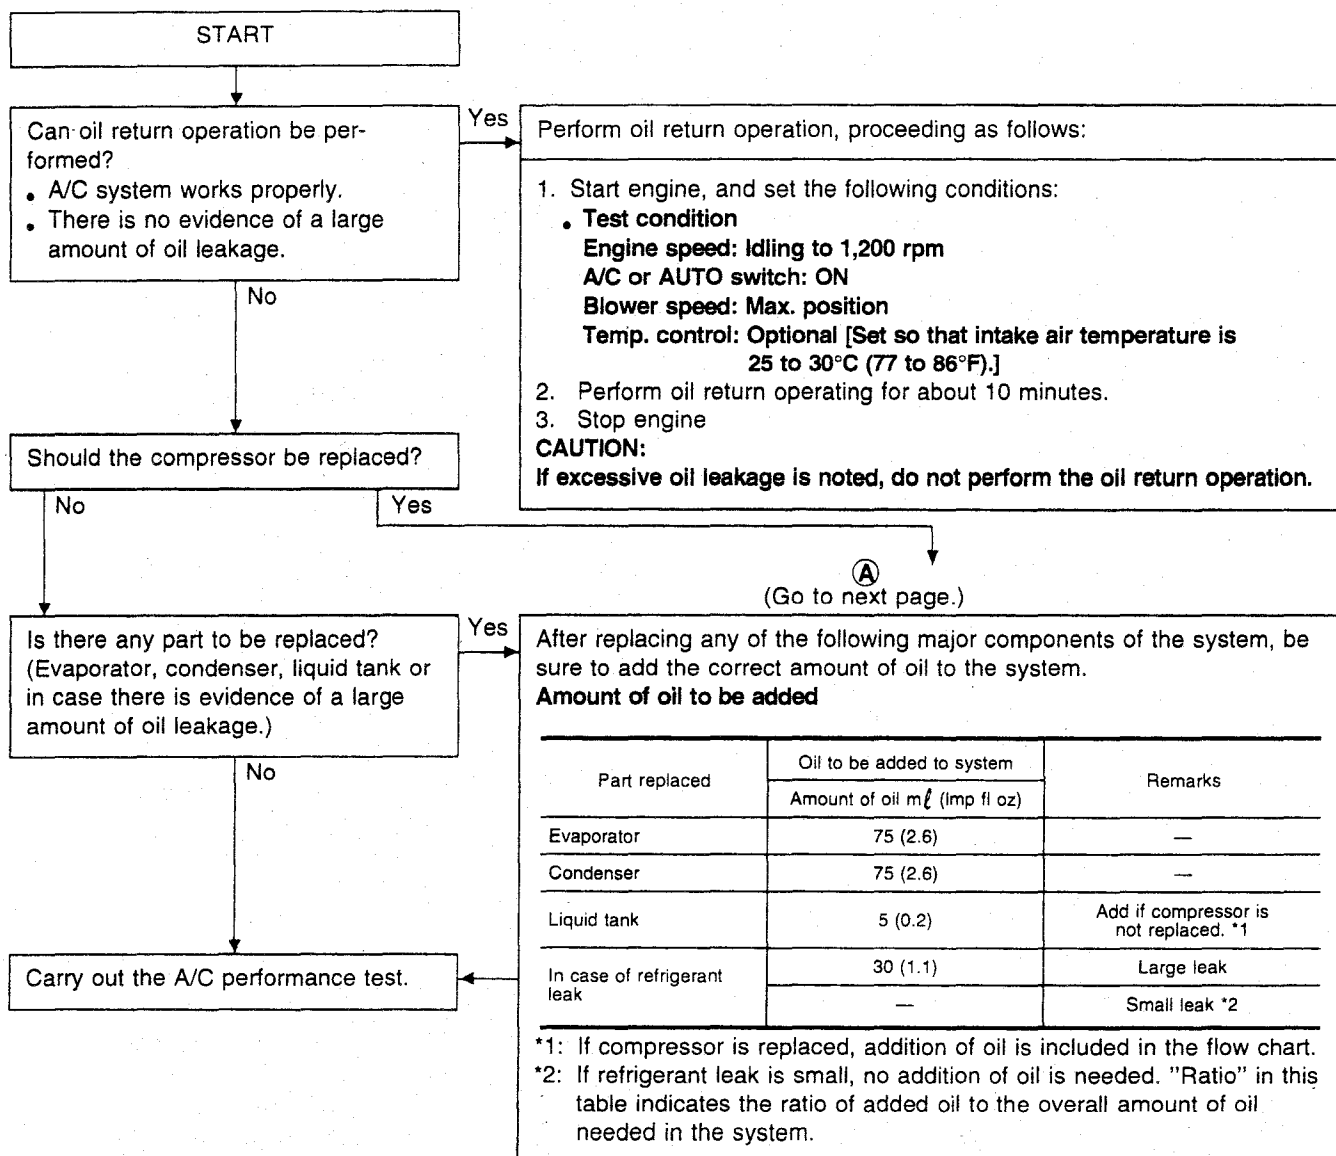 START
Can oil return operation be per-
formed?
• A/C system works properly.
• There is no evidence of a large
amount of oil leakage.
Yes
No
Perform oil return operation, proceeding as follows:
1. Start engine, and set the following conditions:
• Test condition
Engine speed: Idling to 1,200 rpm
A/C or AUTO switch: ON
Blower speed: Max. position
Temp. control: Optional [Set so that intake air temperature is
25 to 30°C (77 to 86°F).]
2. Perform oil return operating for about 10 minutes.
3. Stop engine
CAUTION:
If excessive oil leakage is noted, do not perform the oil return operation.
Should the compressor be replaced?
No
Yes
Ⓐ
(Go to next page.)
Is there any part to be replaced?
(Evaporator, condenser, liquid tank or
in case there is evidence of a large
amount of oil leakage.)
Yes
No
After replacing any of the following major components of the system, be
sure to add the correct amount of oil to the system.
Amount of oil to be added
Part replaced
Oil to be added to system
Amount of oil mℓ (Imp fl oz)
Remarks
Evaporator 75 (2.6) —
Condenser 75 (2.6) —
Liquid tank 5 (0.2) Add if compressor is
not replaced. *1
In case of refrigerant
leak
30 (1.1) Large leak
— Small leak *2
*1: If compressor is replaced, addition of oil is included in the flow chart.
*2: If refrigerant leak is small, no addition of oil is needed. "Ratio" in this
table indicates the ratio of added oil to the overall amount of oil
needed in the system.
Carry out the A/C performance test.